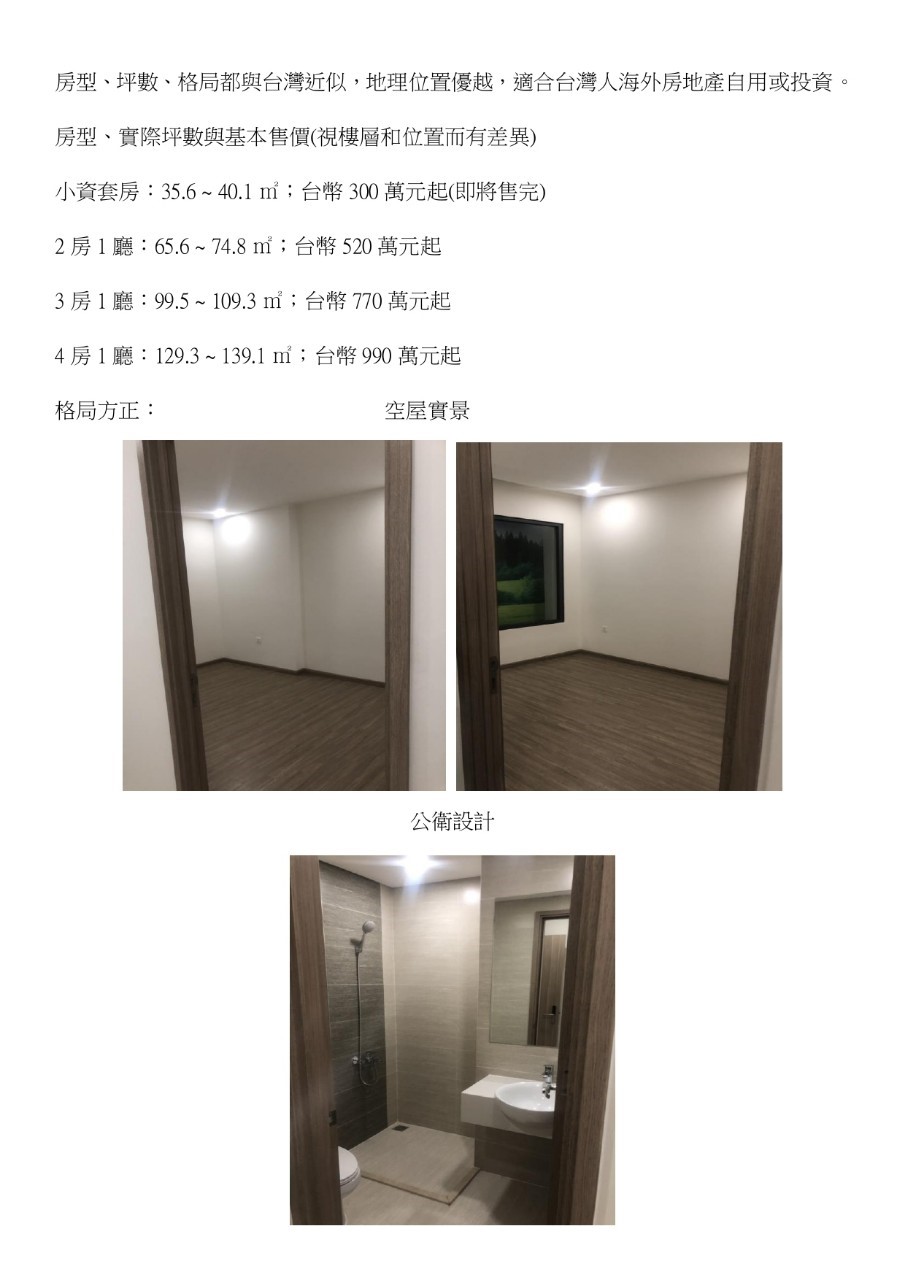 房型、坪數、格局都與台灣近似，地理位置優越，適合台灣人海外房地產自用或投資。
房型、實際坪數與基本售價(視樓層和位置而有差異)
小資套房：35.6 ~ 40.1 ㎡；台幣 300 萬元起(即將售完)
2 房 1 廳：65.6 ~ 74.8 ㎡；台幣 520 萬元起
3 房 1 廳：99.5 ~ 109.3 ㎡；台幣 770 萬元起
4 房 1 廳：129.3 ~ 139.1 ㎡；台幣 990 萬元起
格局方正： 空屋實景
公衛設計